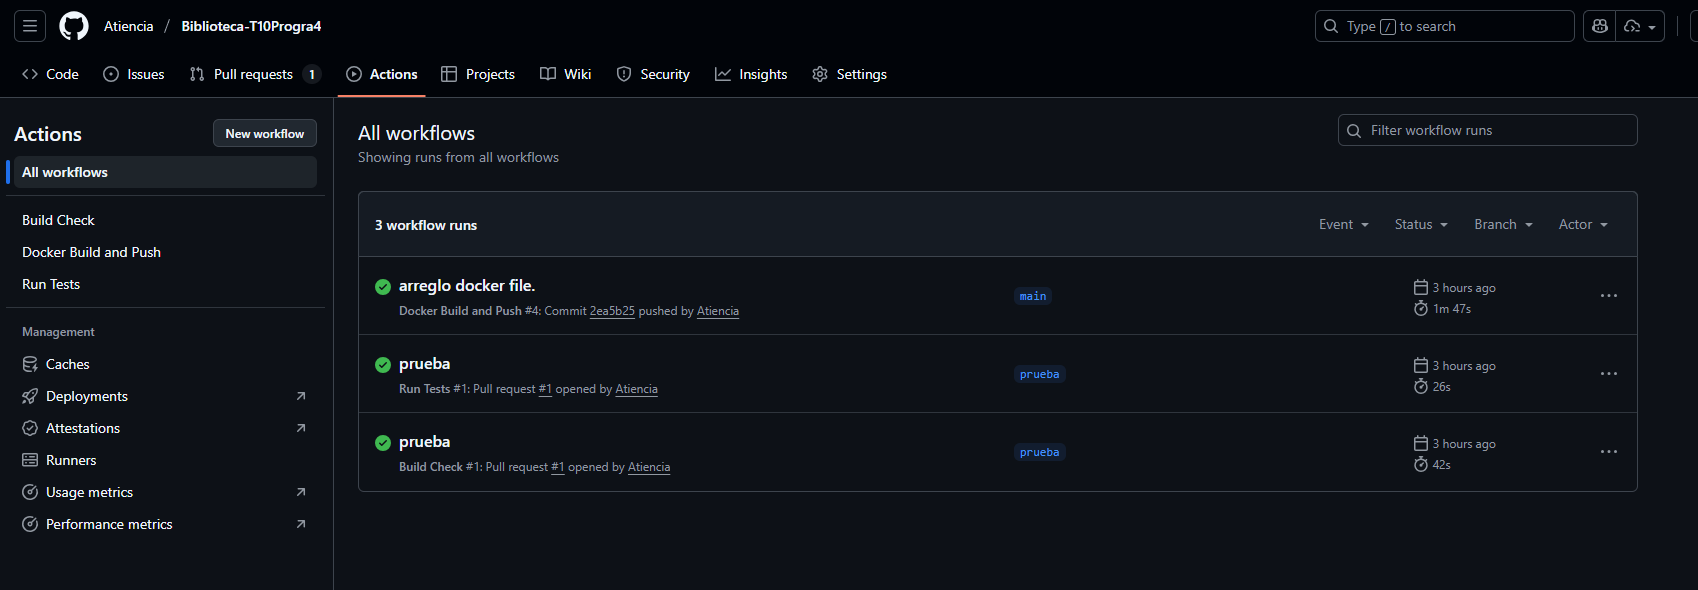 Atiencia / Biblioteca-T10Progra4
Type / to search
Code Issues Pull requests 1 Actions Projects Wiki Security Insights Settings
Actions
New workflow
All workflows
Build Check
Docker Build and Push
Run Tests
Management
Caches
Deployments
Attestations
Runners
Usage metrics
Performance metrics
All workflows
Showing runs from all workflows
Filter workflow runs
3 workflow runs
Event Status Branch Actor
arreglo docker file.
Docker Build and Push #4: Commit 2ea5b25 pushed by Atiencia
main
3 hours ago
1m 47s
prueba
Run Tests #1: Pull request #1 opened by Atiencia
prueba
3 hours ago
26s
prueba
Build Check #1: Pull request #1 opened by Atiencia
prueba
3 hours ago
42s